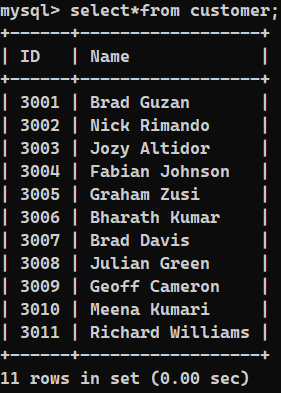 mysql> select*from customer;
+------+-------------------+
| ID   | Name              |
+------+-------------------+
| 3001 | Brad Guzan        |
| 3002 | Nick Rimando      |
| 3003 | Jozy Altidor      |
| 3004 | Fabian Johnson    |
| 3005 | Graham Zusi       |
| 3006 | Bharath Kumar     |
| 3007 | Brad Davis        |
| 3008 | Julian Green      |
| 3009 | Geoff Cameron     |
| 3010 | Meena Kumari      |
| 3011 | Richard Williams  |
+------+-------------------+
11 rows in set (0.00 sec)